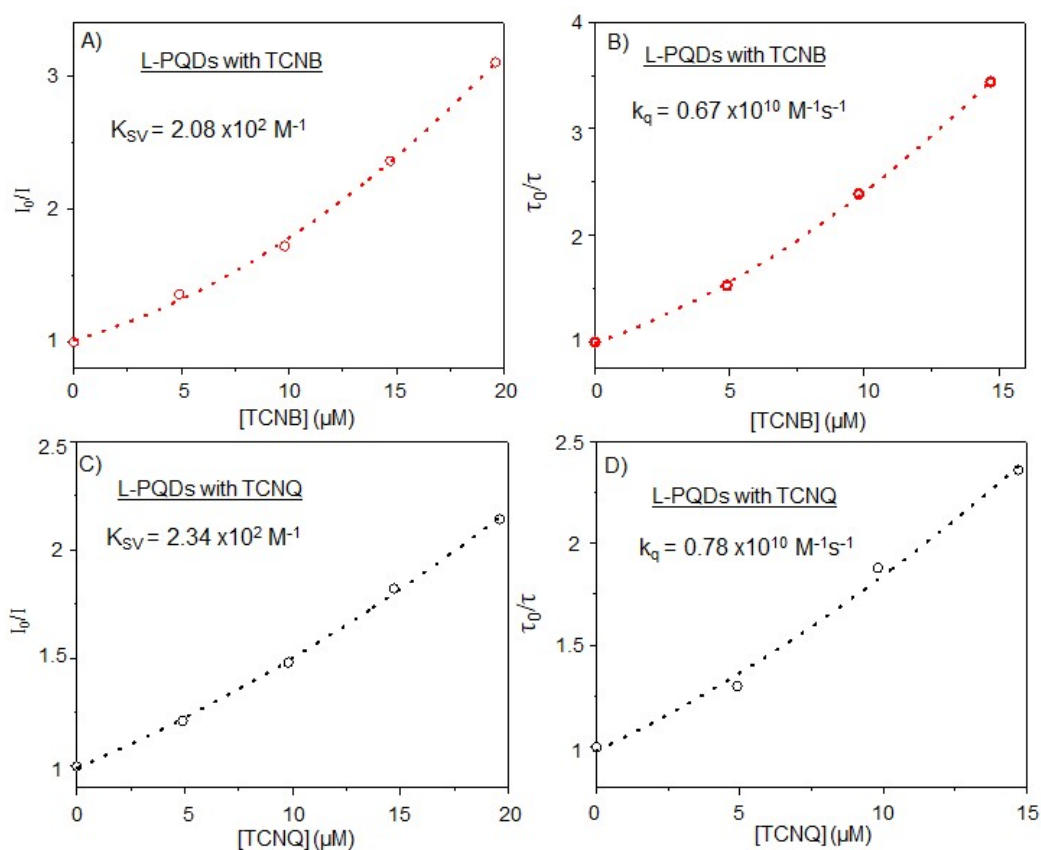 A)
L-PQDs with TCNB
K_SV = 2.08 x10² M⁻¹
I₀/I
3
2
1
0 5 10 15 20
[TCNB] (µM)
B)
L-PQDs with TCNB
k_q = 0.67 x10¹⁰ M⁻¹s⁻¹
τ₀/τ
4
3
2
1
0 5 10 15
[TCNB] (µM)
C)
L-PQDs with TCNQ
K_SV = 2.34 x10² M⁻¹
I₀/I
2.5
2
1.5
1
0 5 10 15 20
[TCNQ] (µM)
D)
L-PQDs with TCNQ
k_q = 0.78 x10¹⁰ M⁻¹s⁻¹
τ⁰/τ
2.5
2
1.5
1
0 5 10 15
[TCNQ] (µM)